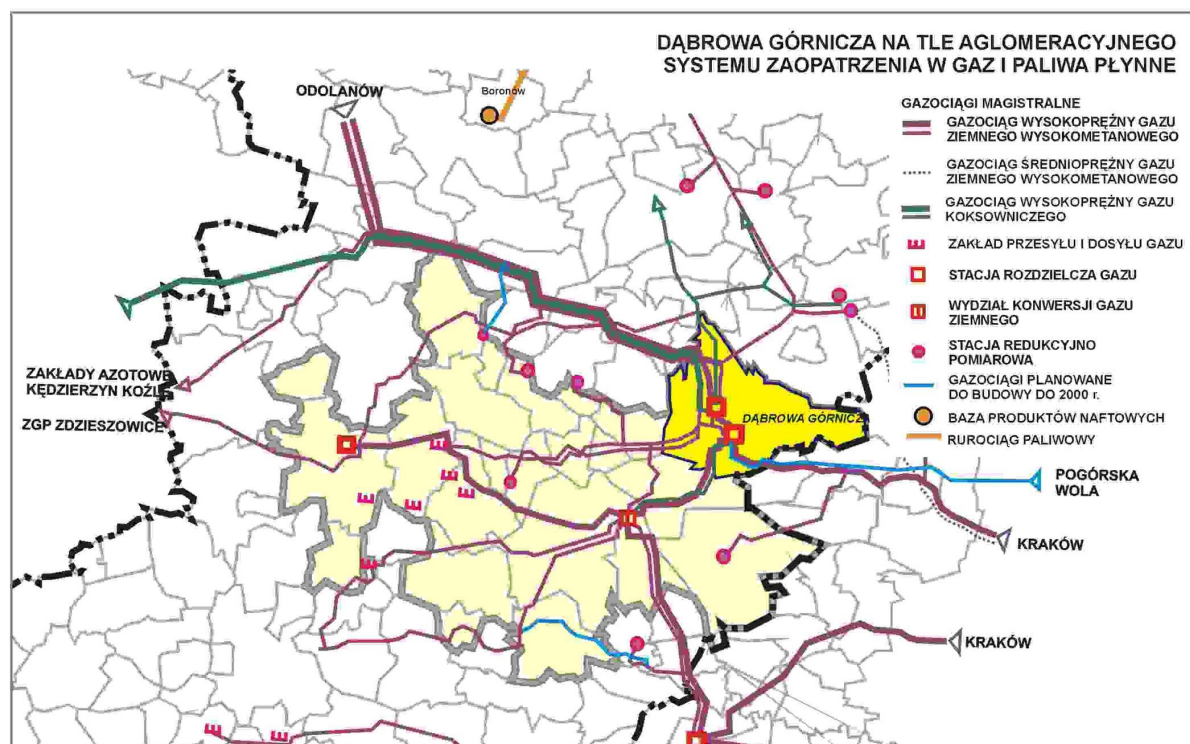 DĄBROWA GÓRNICZA NA TLE AGLOMERACYJNEGO
SYSTEMU ZAOPATRZENIA W GAZ I PALIWA PŁYNNE
GAZOCIĄGI MAGISTRALNE
GAZOCIĄG WYSOKOPRĘŻNY GAZU
ZIEMNEGO WYSOKOMETANOWEGO
GAZOCIĄG ŚREDNIOPRĘŻNY GAZU
ZIEMNEGO WYSOKOMETANOWEGO
GAZOCIĄG WYSOKOPRĘŻNY GAZU
KOKSOWNICZEGO
E ZAKŁAD PRZESYŁU I DOSYŁU GAZU
STACJA ROZDZIELCZA GAZU
WYDZIAŁ KONWERSJI GAZU
ZIEMNEGO
STACJA REDUKCYJNO
POMIAROWA
GAZOCIĄGI PLANOWANE
DO BUDOWY DO 2000 r.
BAZA PRODUKTÓW NAFTOWYCH
RUROCIĄG PALIWOWY
Boronów
ODOLANÓW
ZAKŁADY AZOTOWE
KĘDZIERZYN KOŹLE
ZGP ZDZIESZOWICE
DĄBROWA GÓRNICZA
POGÓRSKA
WOLA
KRAKÓW
KRAKÓW
E
E
E
E
E
E
E
E